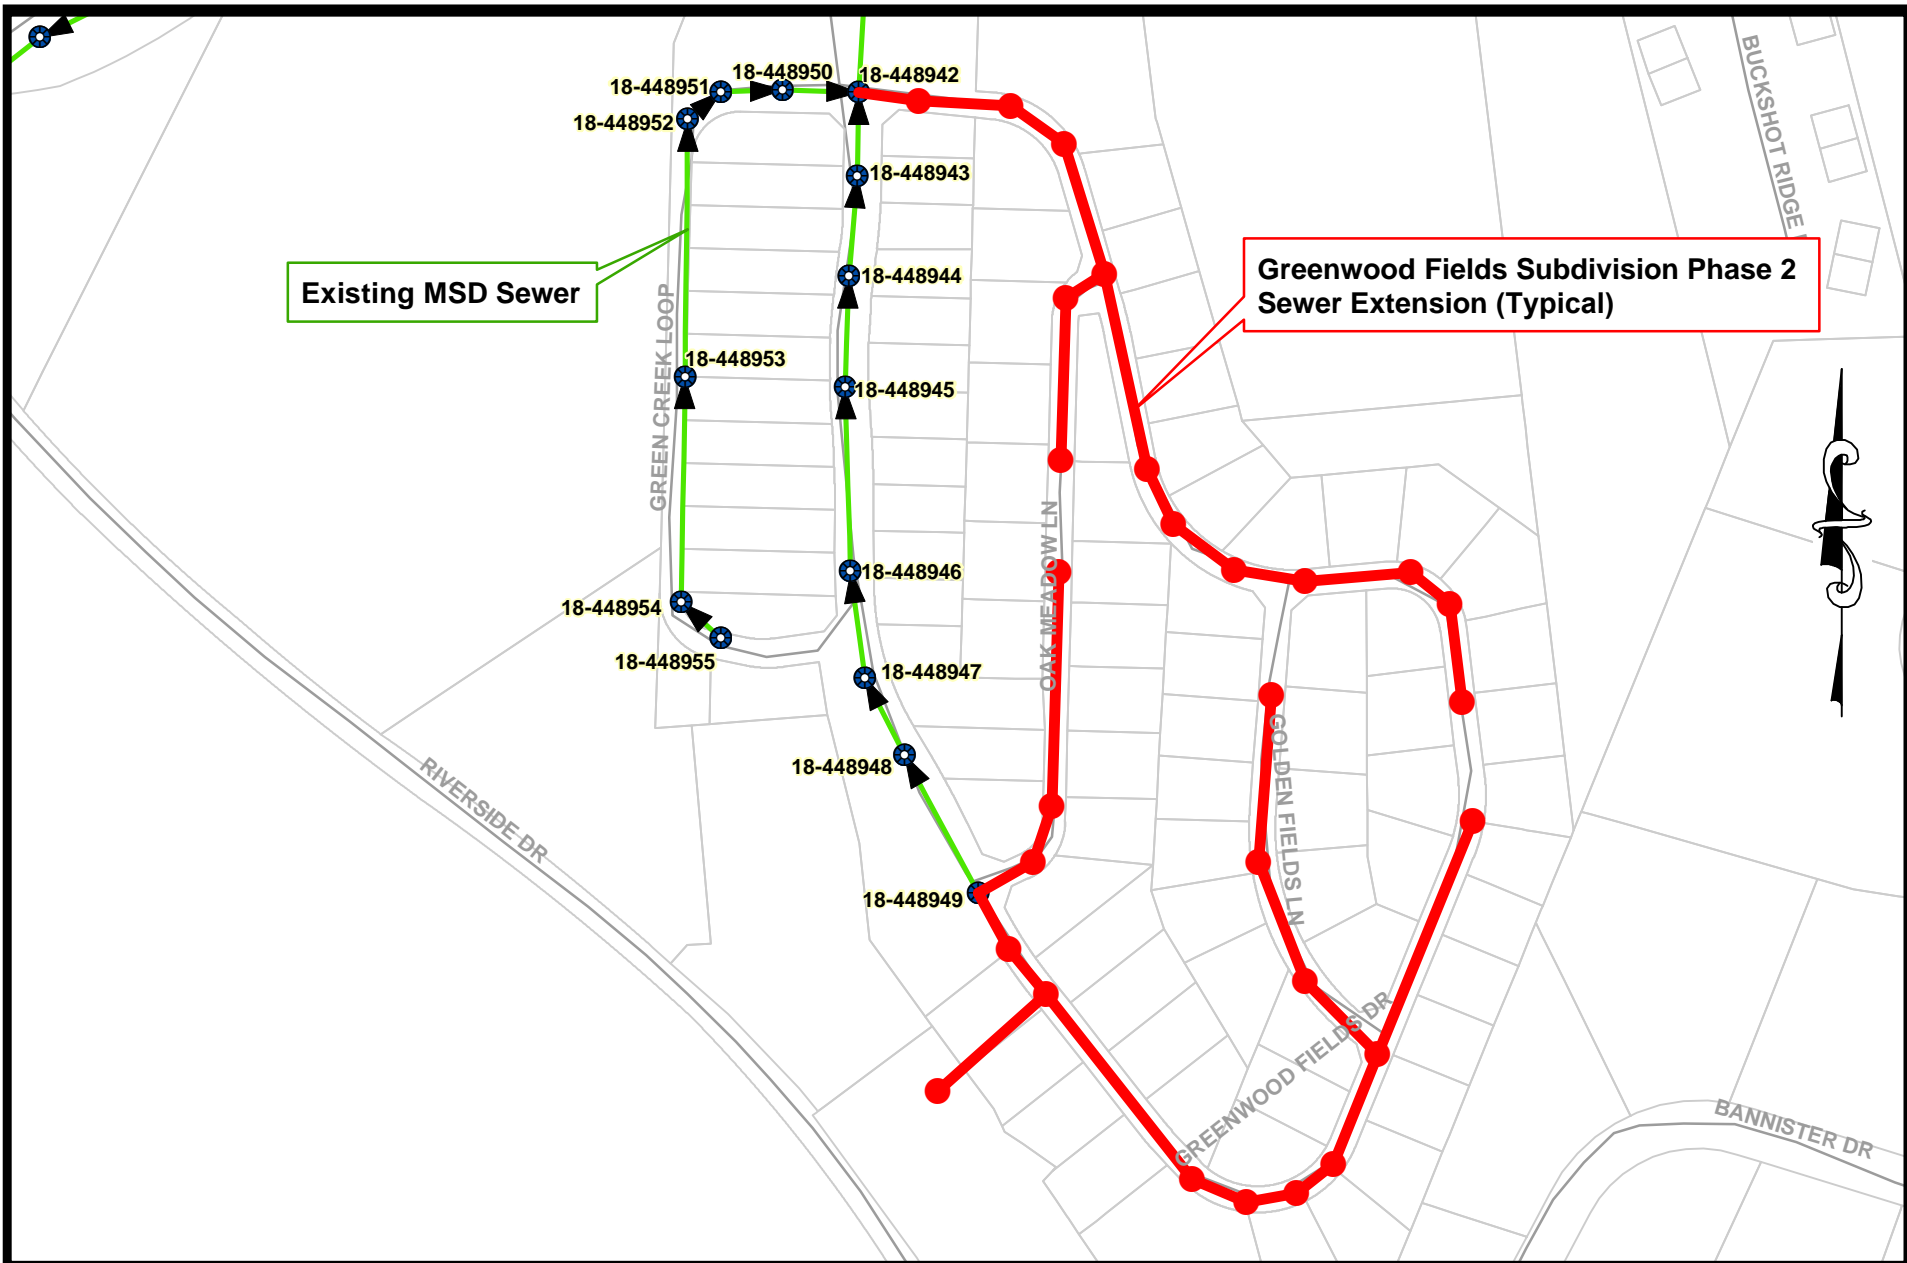 18-448950
18-448942
18-448951
18-448952
18-448943
BUCKSHOT RIDGE
Greenwood Fields Subdivision Phase 2
Sewer Extension (Typical)
Existing MSD Sewer
18-448944
GREEN CREEK LOOP
18-448953
18-448945
18-448946
OAK MEADOW LN
18-448954
18-448955
18-448947
18-448948
RIVERSIDE DR
GOLDEN FIELDS LN
18-448949
GREENWOOD FIELDS DR
BANNISTER DR